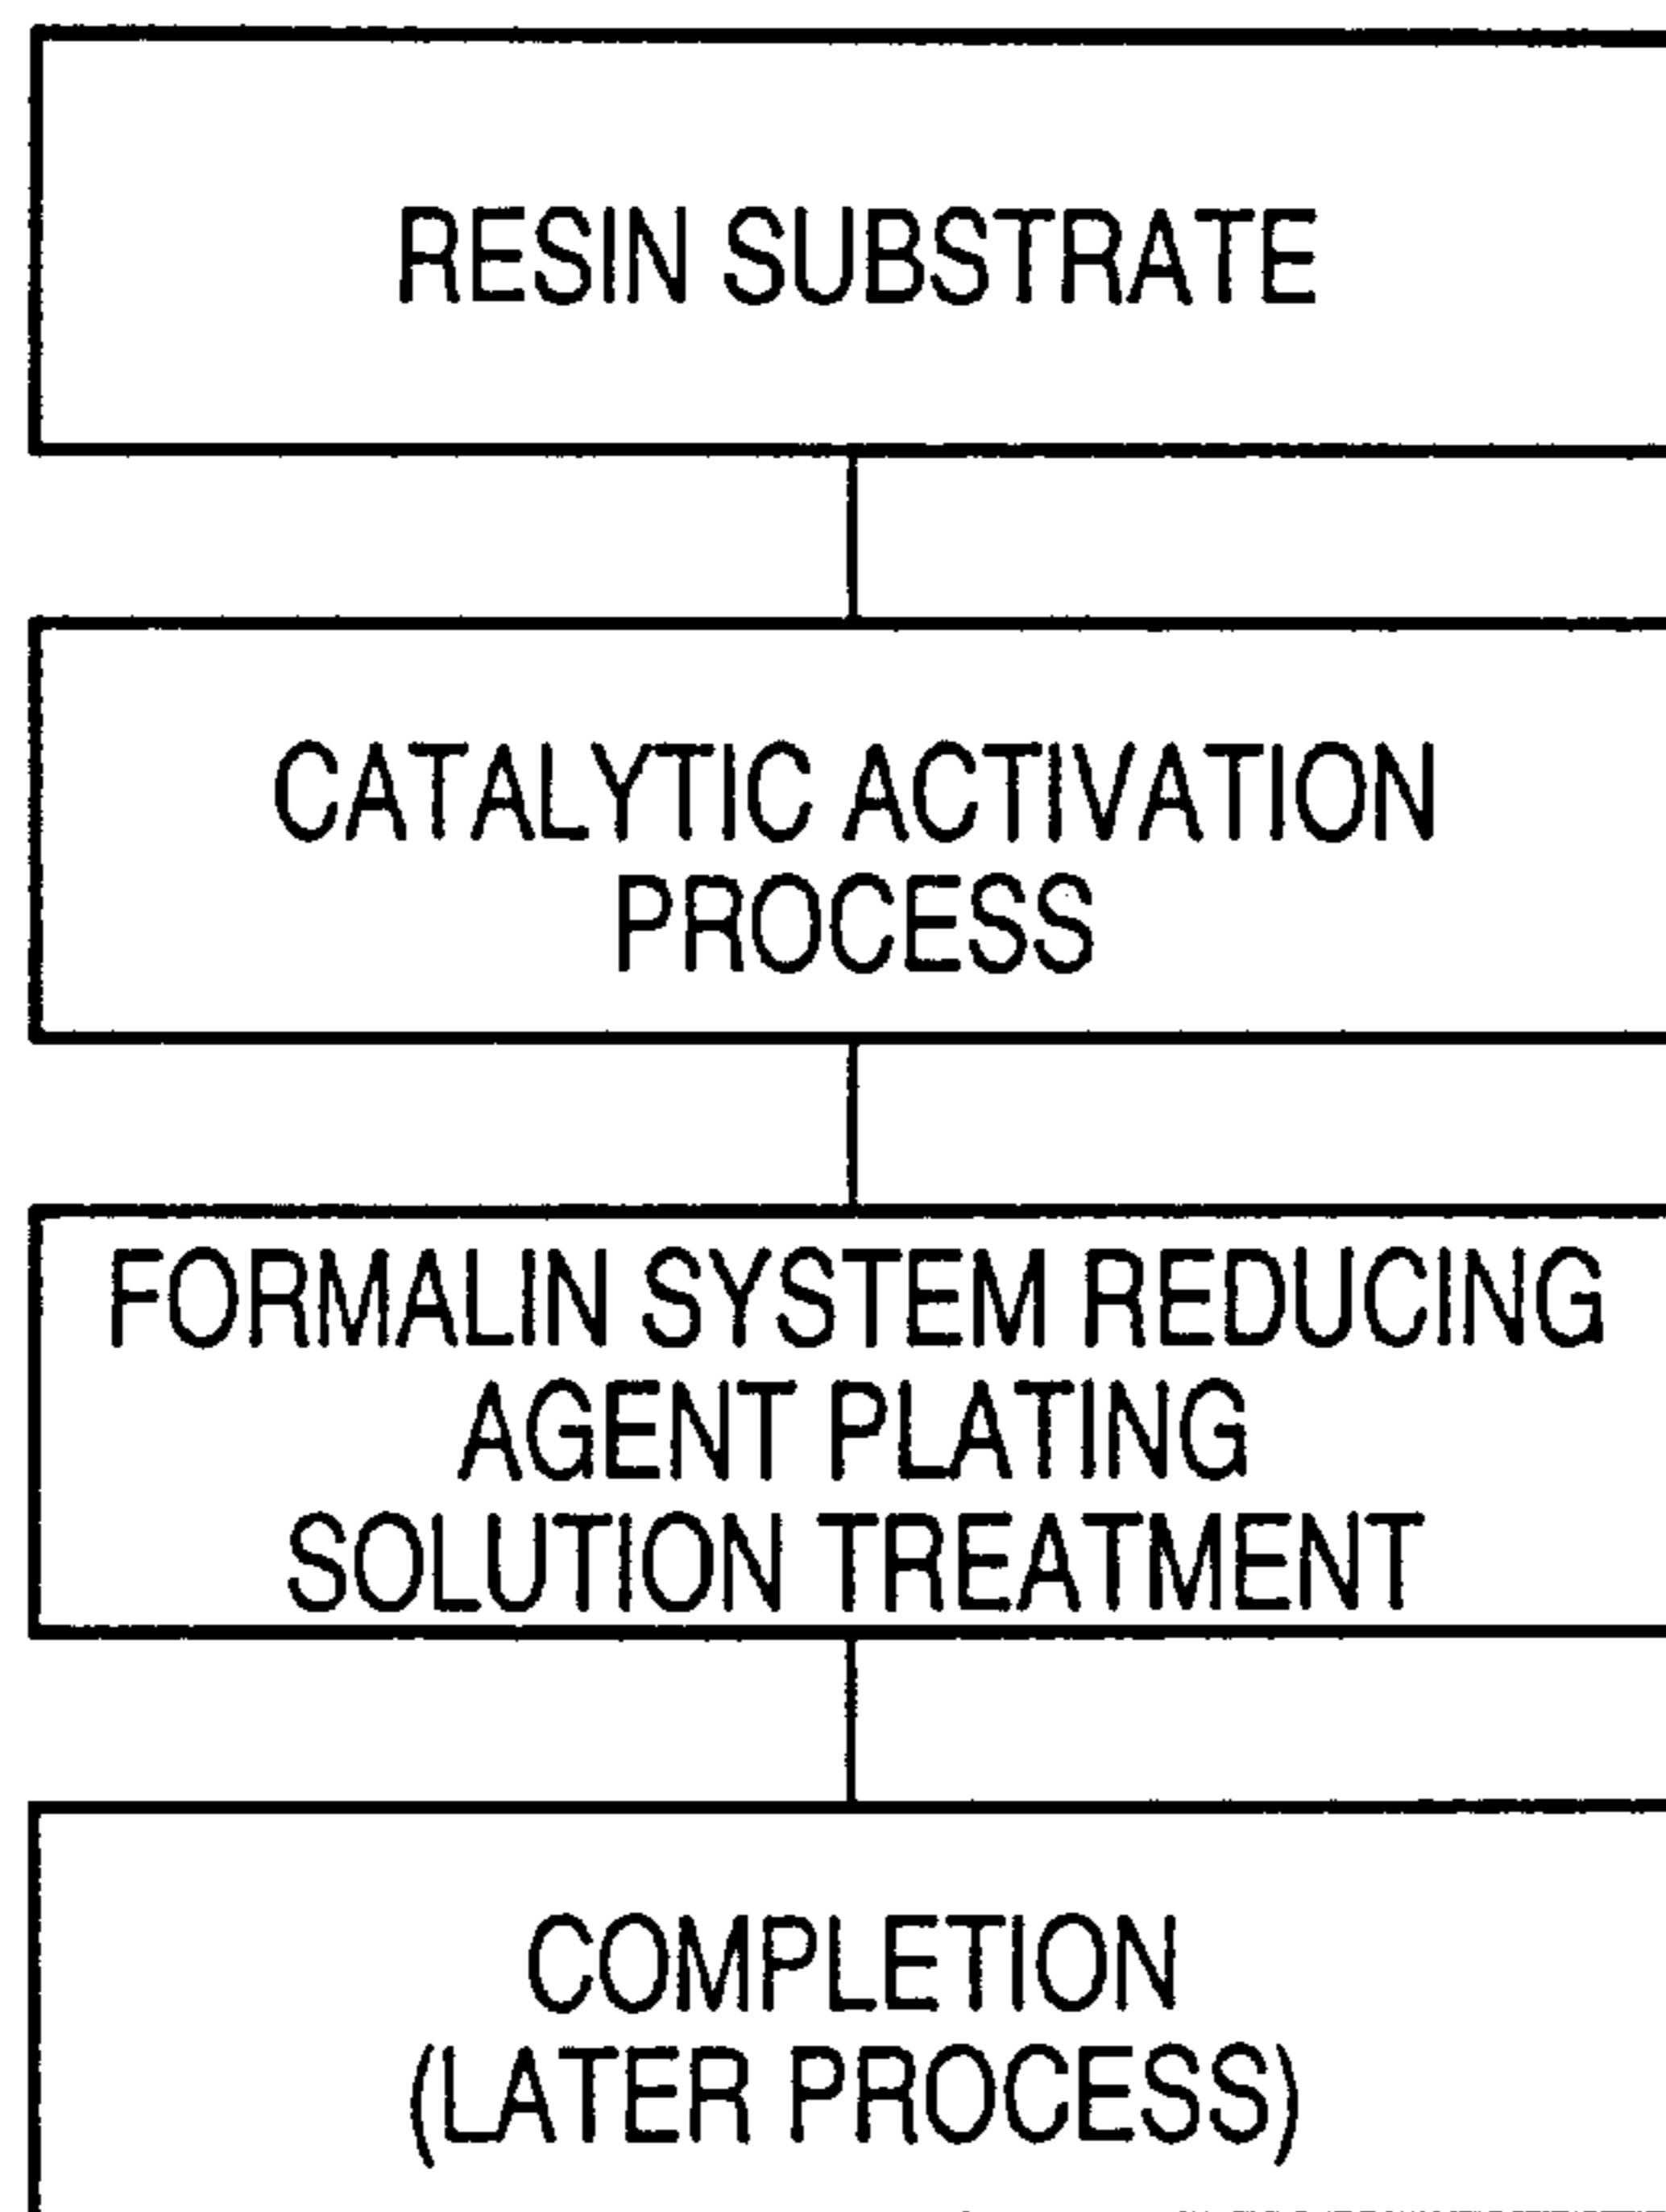 RESIN SUBSTRATE
CATALYTIC ACTIVATION
PROCESS
FORMALIN SYSTEM REDUCING
AGENT PLATING
SOLUTION TREATMENT
COMPLETION
(LATER PROCESS)